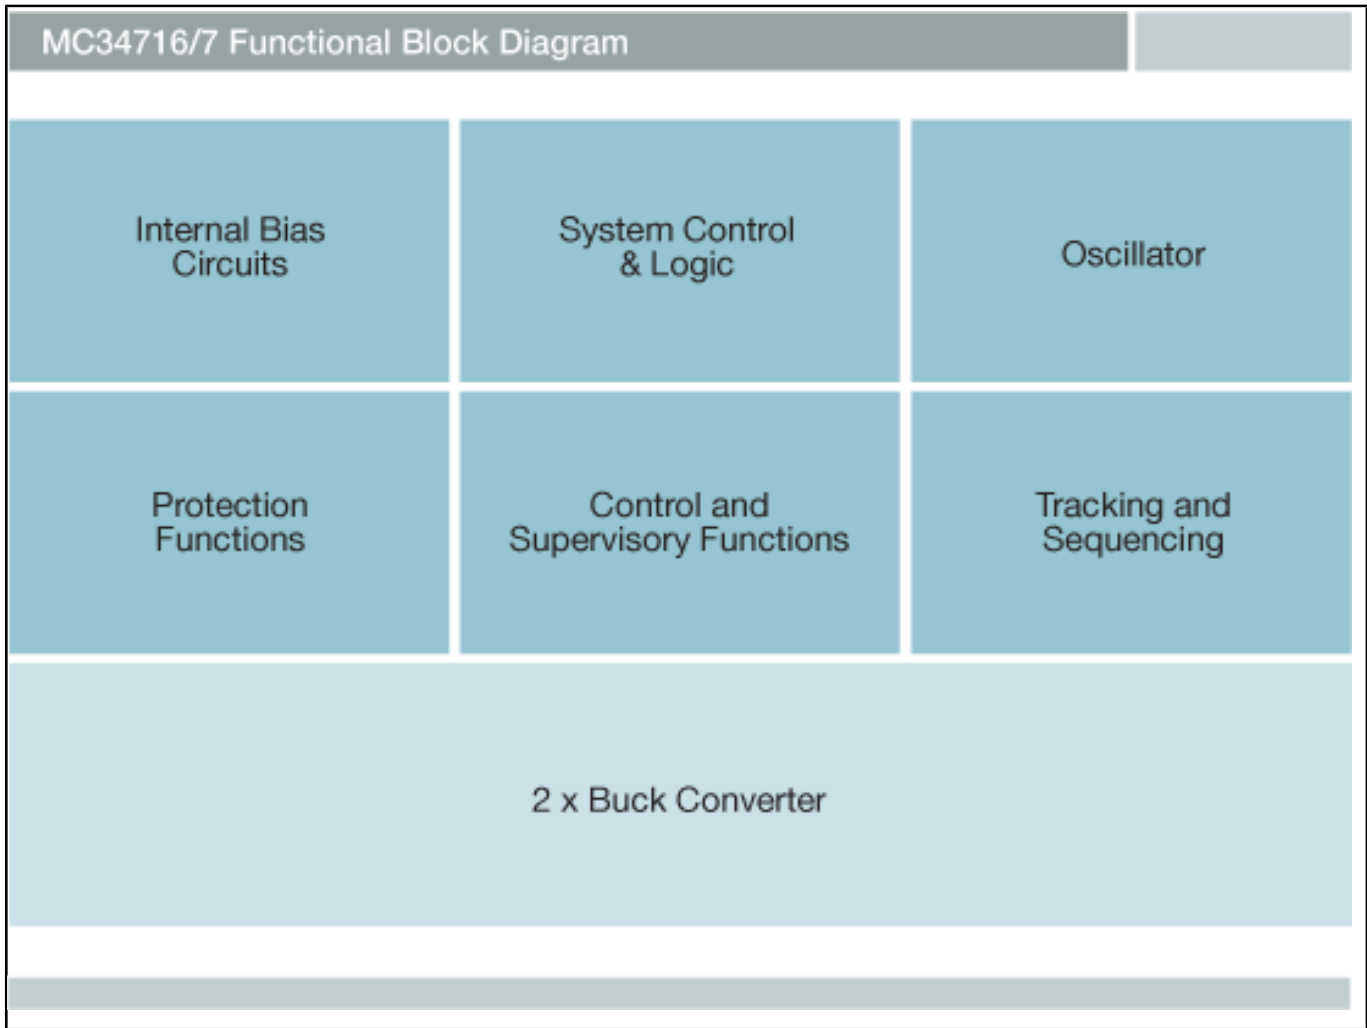 MC34716/7 Functional Block Diagram
Internal Bias
Circuits
System Control
& Logic
Oscillator
Protection
Functions
Control and
Supervisory Functions
Tracking and
Sequencing
2 x Buck Converter